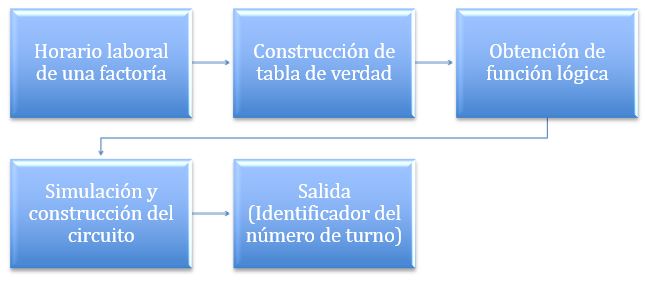 Horario laboral
de una factoría
Construcción de
tabla de verdad
Obtención de
función lógica
Simulación y
construcción del
circuito
Salida
(Identificador del
número de turno)